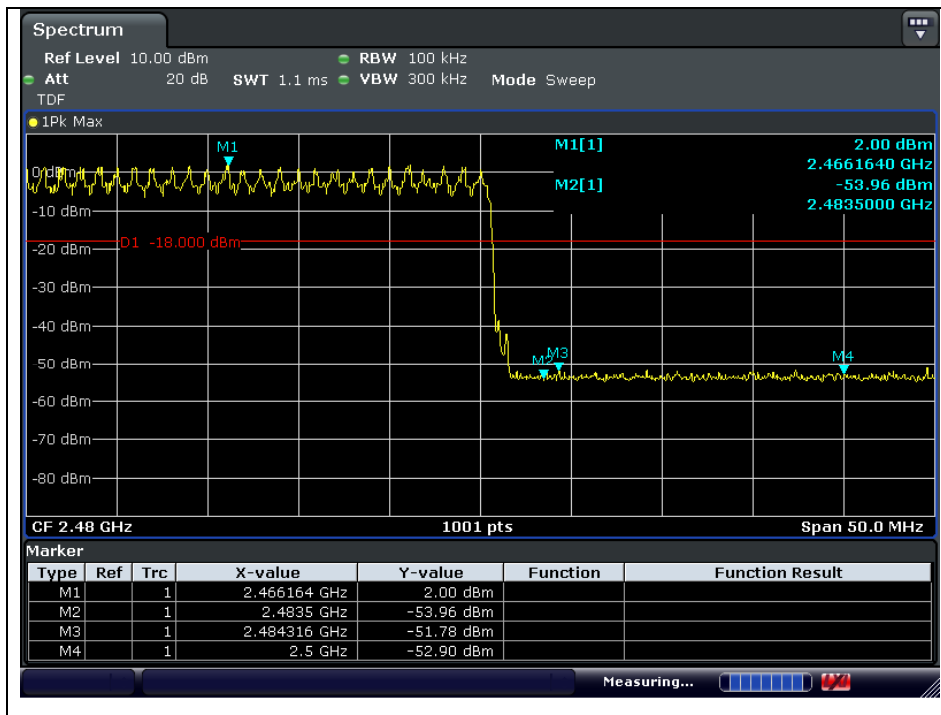 Spectrum
Ref Level 10.00 dBm RBW 100 kHz
Att 20 dB SWT 1.1 ms VBW 300 kHz Mode Sweep
TDF
1Pk Max
M1
M1[1] 2.00 dBm
2.4661640 GHz
0 dBm
M2[1] -53.96 dBm
2.4835000 GHz
-10 dBm
D1 -18.000 dBm
-20 dBm
-30 dBm
-40 dBm
M2 M3 M4
-50 dBm
-60 dBm
-70 dBm
-80 dBm
CF 2.48 GHz 1001 pts Span 50.0 MHz
Marker
Type Ref Trc X-value Y-value Function Function Result
M1 1 2.466164 GHz 2.00 dBm
M2 1 2.4835 GHz -53.96 dBm
M3 1 2.484316 GHz -51.78 dBm
M4 1 2.5 GHz -52.90 dBm
Measuring...